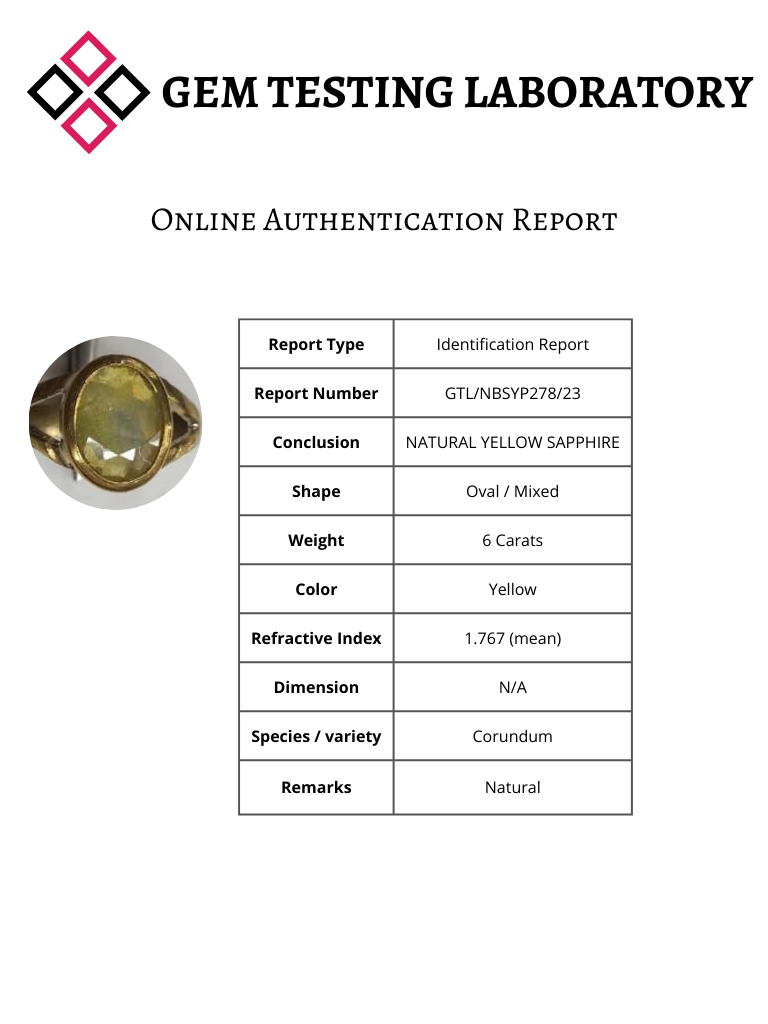 GEM TESTING LABORATORY
Online Authentication Report
Report Type Identification Report
Report Number GTL/NBSYP278/23
Conclusion NATURAL YELLOW SAPPHIRE
Shape Oval / Mixed
Weight 6 Carats
Color Yellow
Refractive Index 1.767 (mean)
Dimension N/A
Species / variety Corundum
Remarks Natural